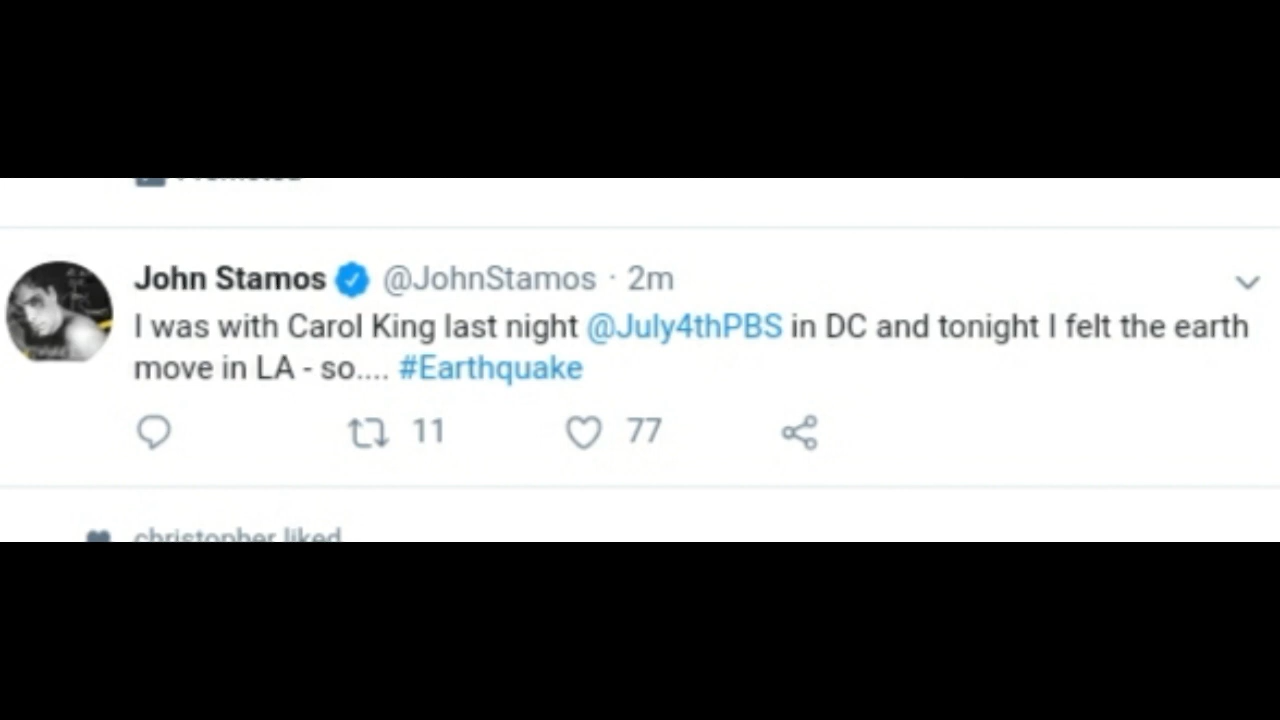 Promoted
John Stamos @JohnStamos · 2m
I was with Carol King last night @July4thPBS in DC and tonight I felt the earth
move in LA - so.... #Earthquake
11 77
christopher liked